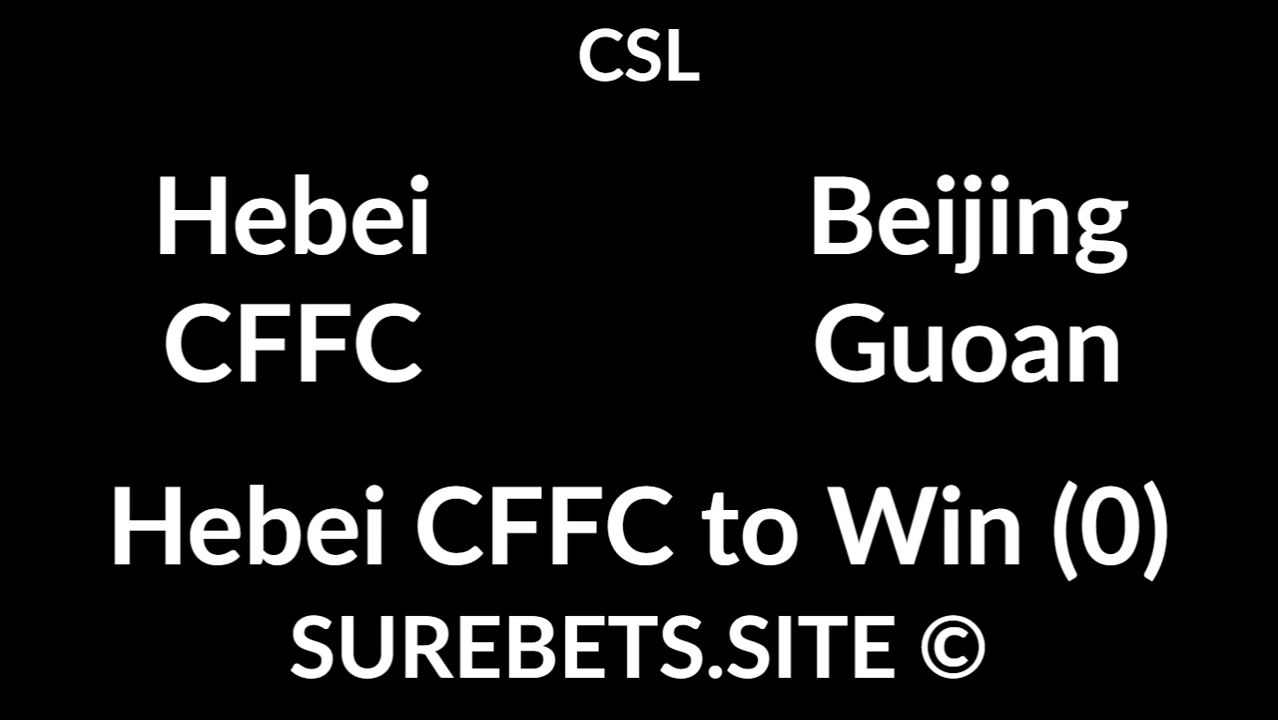 CSL
Hebei
CFFC
Beijing
Guoan
Hebei CFFC to Win (0)
SUREBETS.SITE ©